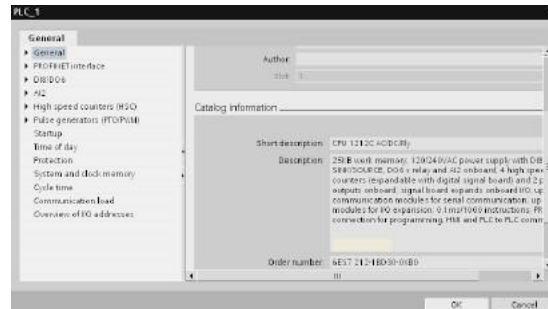 PLC_1
General
General
PROFINET interface
DI8/DO6
AI2
High speed counters (HSC)
Pulse generators (PTO/PWM)
Startup
Time of day
Protection
System and clock memory
Cycle time
Communication load
Overview of I/O addresses
Author:
Slot: 1
Catalog information
Short description: CPU 1212C AC/DC/Rly
Description: 25KB work memory; 120/240VAC power supply with DI8
SINK/SOURCE, DO6 x relay and AI2 onboard; 4 high speed
counters (expandable with digital signal board) and 2 p
outputs onboard; signal board expands onboard I/O; up
communication modules for serial communication; up
modules for I/O expansion; 0.1ms/1000 instructions; PR
connection for programming, HMI and PLC to PLC comm
Order number: 6ES7 212-1BD30-0XB0
OK
Cancel